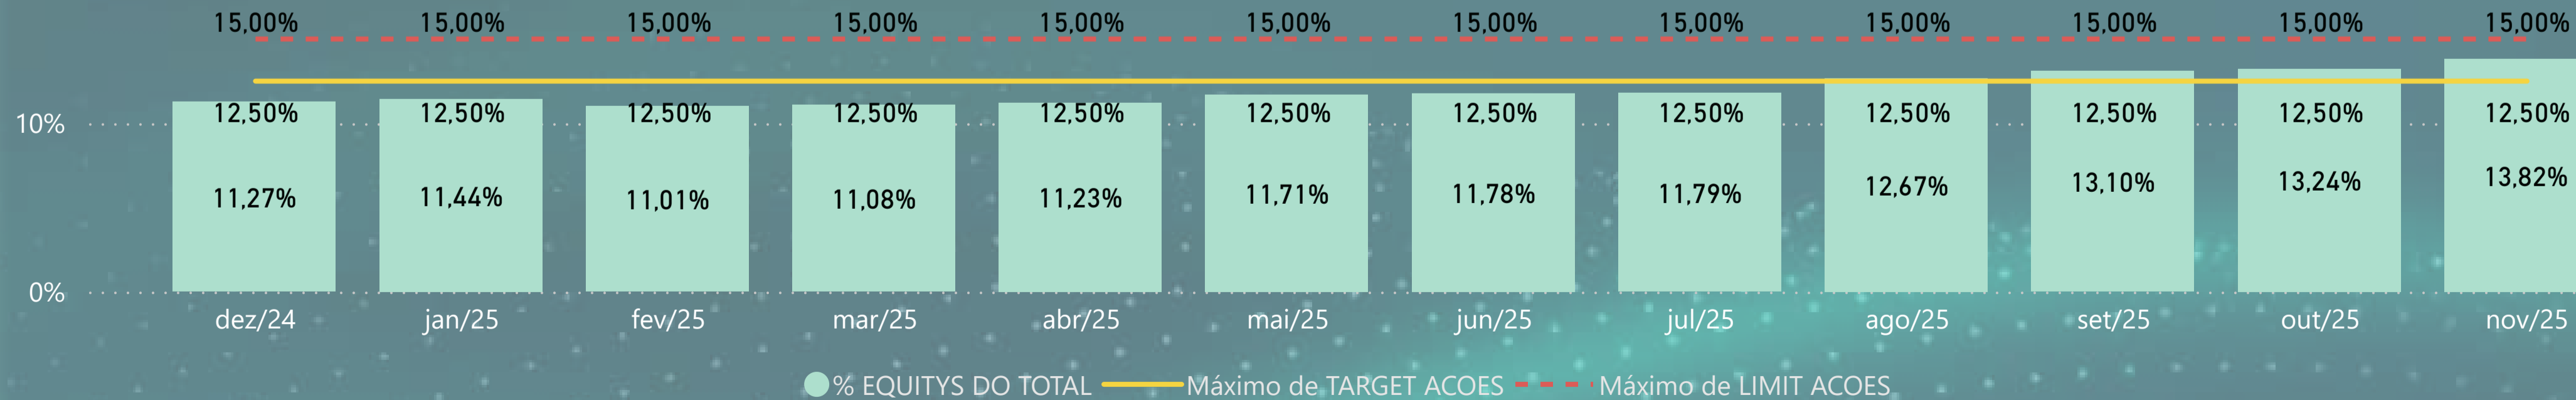 15,00% 15,00% 15,00% 15,00% 15,00% 15,00% 15,00% 15,00% 15,00% 15,00% 15,00% 15,00%
10% 12,50% 12,50% 12,50% 12,50% 12,50% 12,50% 12,50% 12,50% 12,50% 12,50% 12,50% 12,50%
11,27% 11,44% 11,01% 11,08% 11,23% 11,71% 11,78% 11,79% 12,67% 13,10% 13,24% 13,82%
0%
dez/24 jan/25 fev/25 mar/25 abr/25 mai/25 jun/25 jul/25 ago/25 set/25 out/25 nov/25
% EQUITYS DO TOTAL Máximo de TARGET ACOES Máximo de LIMIT ACOES